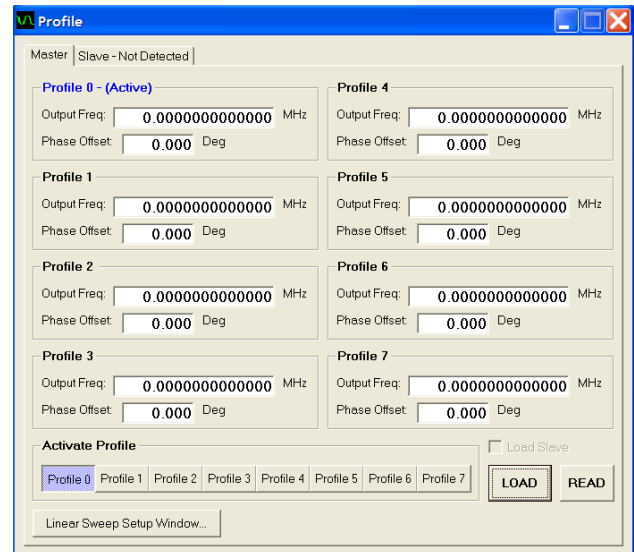 Profile
Master Slave - Not Detected
Profile 0 - (Active)
Output Freq: 0.0000000000000 MHz
Phase Offset: 0.000 Deg
Profile 4
Output Freq: 0.0000000000000 MHz
Phase Offset: 0.000 Deg
Profile 1
Output Freq: 0.0000000000000 MHz
Phase Offset: 0.000 Deg
Profile 5
Output Freq: 0.0000000000000 MHz
Phase Offset: 0.000 Deg
Profile 2
Output Freq: 0.0000000000000 MHz
Phase Offset: 0.000 Deg
Profile 6
Output Freq: 0.0000000000000 MHz
Phase Offset: 0.000 Deg
Profile 3
Output Freq: 0.0000000000000 MHz
Phase Offset: 0.000 Deg
Profile 7
Output Freq: 0.0000000000000 MHz
Phase Offset: 0.000 Deg
Activate Profile
Profile 0 Profile 1 Profile 2 Profile 3 Profile 4 Profile 5 Profile 6 Profile 7
Load Slave
LOAD READ
Linear Sweep Setup Window...